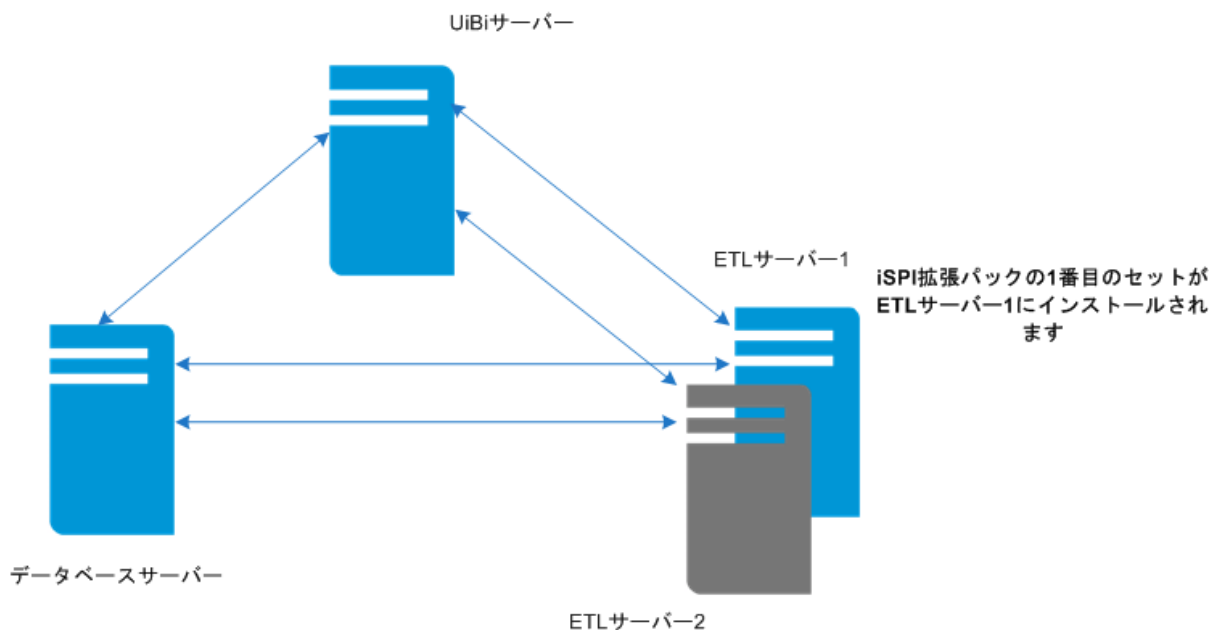 UiBiサーバー
ETLサーバー1
iSPI拡張パックの1番目のセットが
ETLサーバー1にインストールされ
ます
データベースサーバー
ETLサーバー2